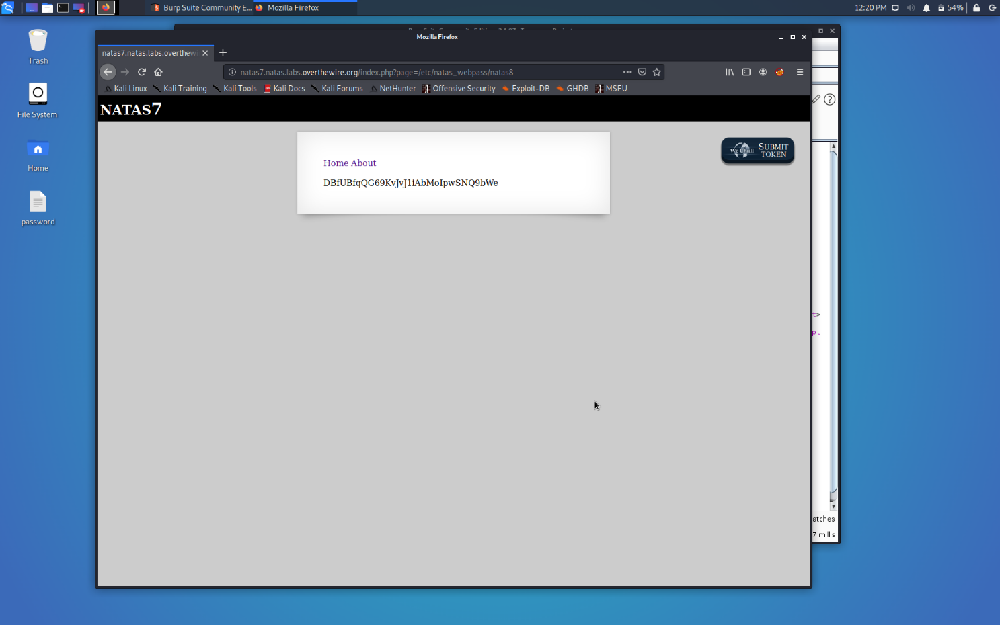 Burp Suite Community E...
Mozilla Firefox
12:20 PM
54%
Trash
File System
Home
password
Mozilla Firefox
natas7.natas.labs.overthew
natas7.natas.labs.overthewire.org/index.php?page=/etc/natas_webpass/natas8
Kali Linux
Kali Training
Kali Tools
Kali Docs
Kali Forums
NetHunter
Offensive Security
Exploit-DB
GHDB
MSFU
NATAS7
Home About
DBfUBfqQG69KvJvJ1iAbMoIpwSNQ9bWe
We Chall
SUBMIT
TOKEN
t>
pt
atches
7 millis